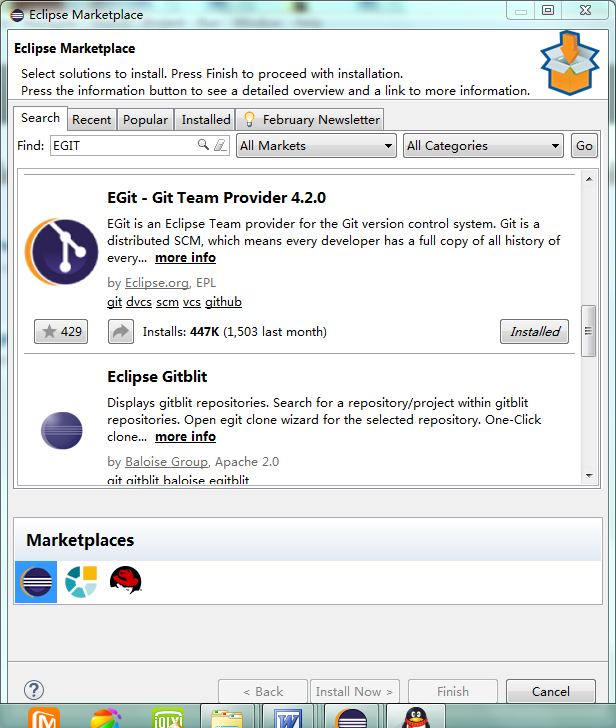 Eclipse Marketplace
Eclipse Marketplace
Select solutions to install. Press Finish to proceed with installation.
Press the information button to see a detailed overview and a link to more information.
Search Recent Popular Installed February Newsletter
Find: EGIT All Markets All Categories Go
EGit - Git Team Provider 4.2.0
EGit is an Eclipse Team provider for the Git version control system. Git is a
distributed SCM, which means every developer has a full copy of all history of
every... more info
by Eclipse.org, EPL
git dvcs scm vcs github
429 Installs: 447K (1,503 last month) Installed
Eclipse Gitblit
Displays gitblit repositories. Search for a repository/project within gitblit
repositories. Open egit clone wizard for the selected repository. One-Click
clone... more info
by Baloise Group, Apache 2.0
git gitblit baloise egitblit
Marketplaces
? < Back Install Now > Finish Cancel